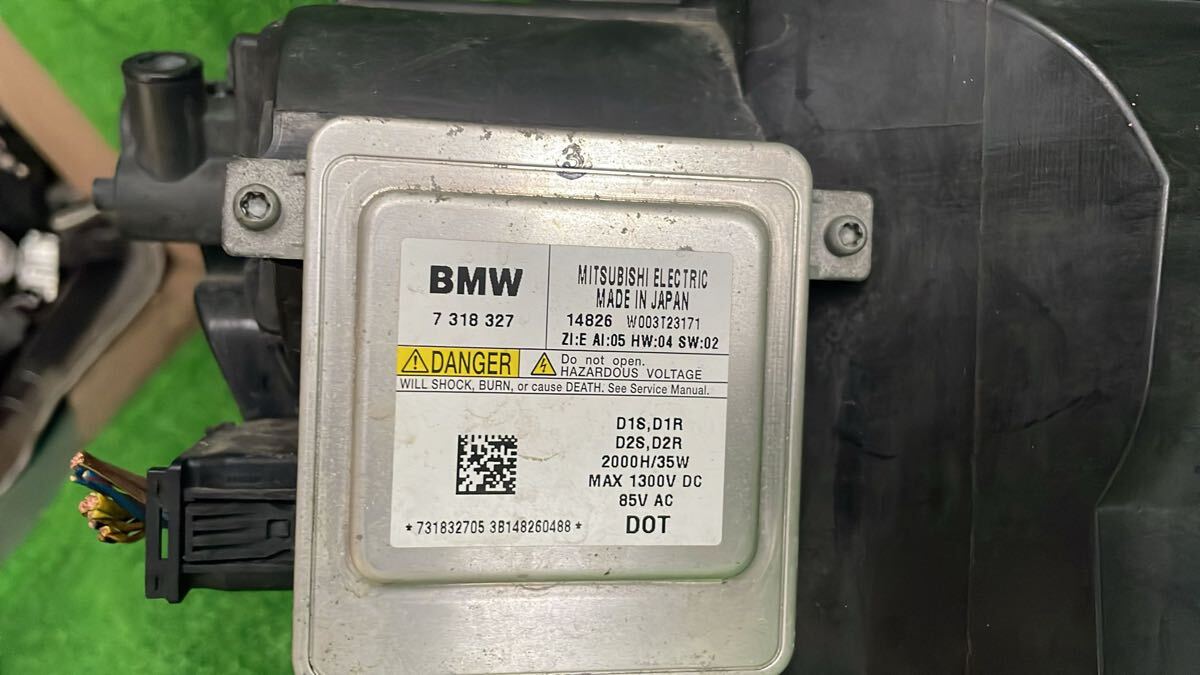 3
BMW
7 318 327
MITSUBISHI ELECTRIC
MADE IN JAPAN
14826 W003T23171
ZI:E AI:05 HW:04 SW:02
DANGER
Do not open.
HAZARDOUS VOLTAGE
WILL SHOCK, BURN, or cause DEATH. See Service Manual.
D1S,D1R
D2S,D2R
2000H/35W
MAX 1300V DC
85V AC
DOT
*731832705 3B148260488*